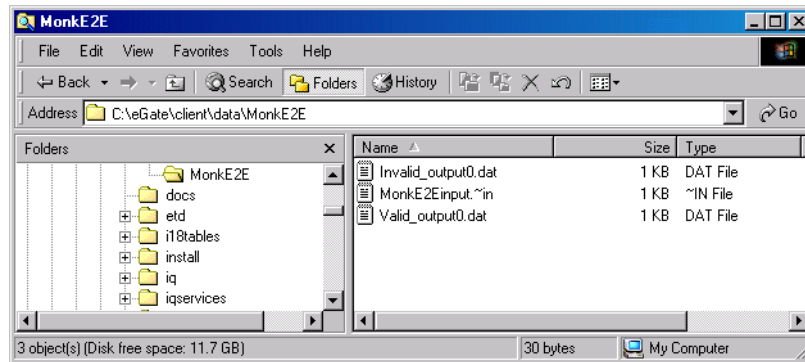 MonkE2E
File Edit View Favorites Tools Help
Back Search Folders History
Address C:\eGate\client\data\MonkE2E Go
Folders
MonkE2E
docs
etd
i18tables
install
iq
iqservices
Name Size Type
Invalid_output0.dat 1 KB DAT File
MonkE2Einput.~in 1 KB ~IN File
Valid_output0.dat 1 KB DAT File
3 object(s) (Disk free space: 11.7 GB) 30 bytes My Computer